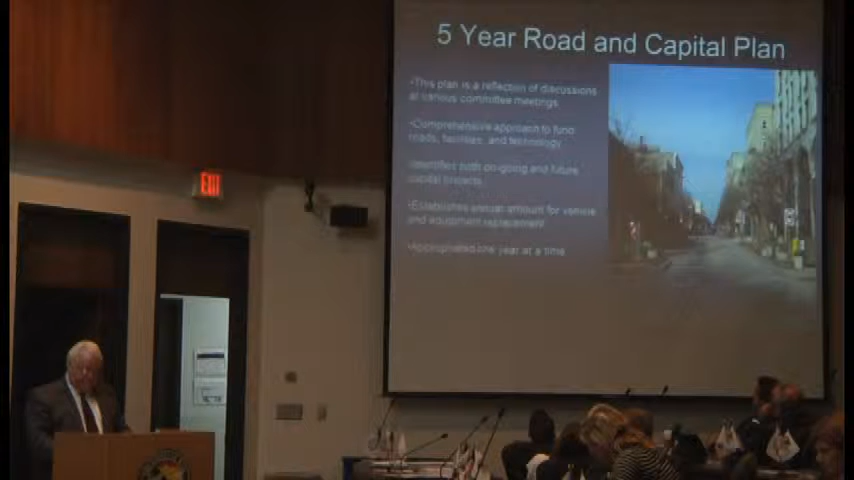 5 Year Road and Capital Plan
•This plan is a reflection of discussions
at various committee meetings
•Comprehensive approach to fund
roads, facilities, and technology
•Identifies both on-going and future
capital projects
•Establishes annual amount for vehicle
and equipment replacement
•Appropriated one year at a time
EXIT